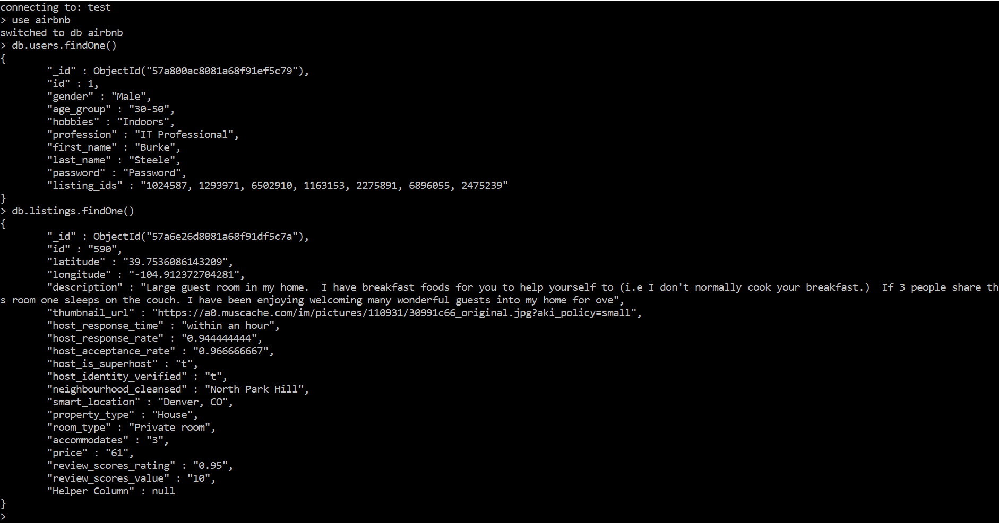 connecting to: test
> use airbnb
switched to db airbnb
> db.users.findOne()
{
        "_id" : ObjectId("57a800ac8081a68f91ef5c79"),
        "id" : 1,
        "gender" : "Male",
        "age_group" : "30-50",
        "hobbies" : "Indoors",
        "profession" : "IT Professional",
        "first_name" : "Burke",
        "last_name" : "Steele",
        "password" : "Password",
        "listing_ids" : "1024587, 1293971, 6502910, 1163153, 2275891, 6896055, 2475239"
}
> db.listings.findOne()
{
        "_id" : ObjectId("57a6e26d8081a68f91df5c7a"),
        "id" : "590",
        "latitude" : "39.7536086143209",
        "longitude" : "-104.912372704281",
        "description" : "Large guest room in my home.  I have breakfast foods for you to help yourself to (i.e I don't normally cook your breakfast.)  If 3 people share th
s room one sleeps on the couch. I have been enjoying welcoming many wonderful guests into my home for ove",
        "thumbnail_url" : "https://a0.muscache.com/im/pictures/110931/30991c66_original.jpg?aki_policy=small",
        "host_response_time" : "within an hour",
        "host_response_rate" : "0.944444444",
        "host_acceptance_rate" : "0.966666667",
        "host_is_superhost" : "t",
        "host_identity_verified" : "t",
        "neighbourhood_cleansed" : "North Park Hill",
        "smart_location" : "Denver, CO",
        "property_type" : "House",
        "room_type" : "Private room",
        "accommodates" : "3",
        "price" : "61",
        "review_scores_rating" : "0.95",
        "review_scores_value" : "10",
        "Helper Column" : null
}
>